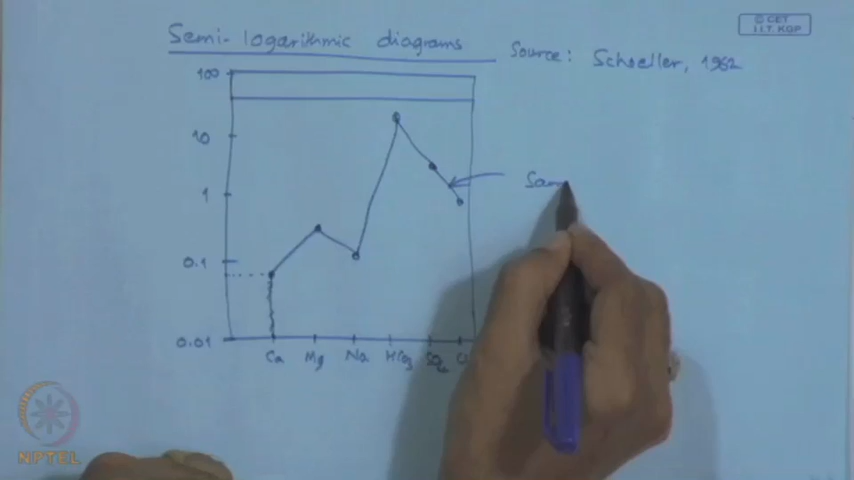 Semi-logarithmic diagrams
© CET
I.I.T. KGP
Source: Schoeller, 1962
100
10
1
Sam
0.1
0.01
Ca Mg Na HCO3 SO4
NPTEL